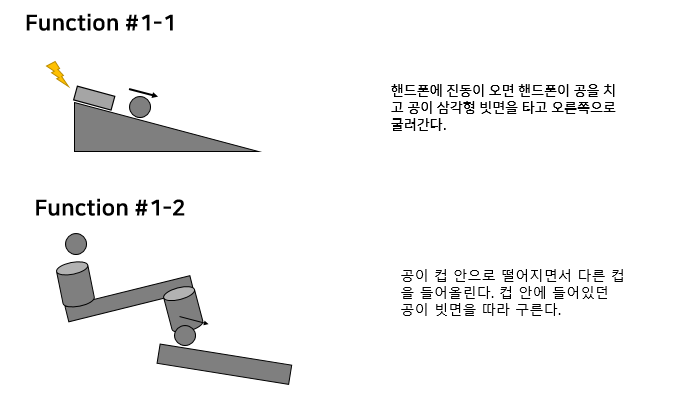 Function #1-1
핸드폰에 진동이 오면 핸드폰이 공을 치
고 공이 삼각형 빗면을 타고 오른쪽으로
굴러간다.
Function #1-2
공이 컵 안으로 떨어지면서 다른 컵
을 들어올린다. 컵 안에 들어있던
공이 빗면을 따라 구른다.